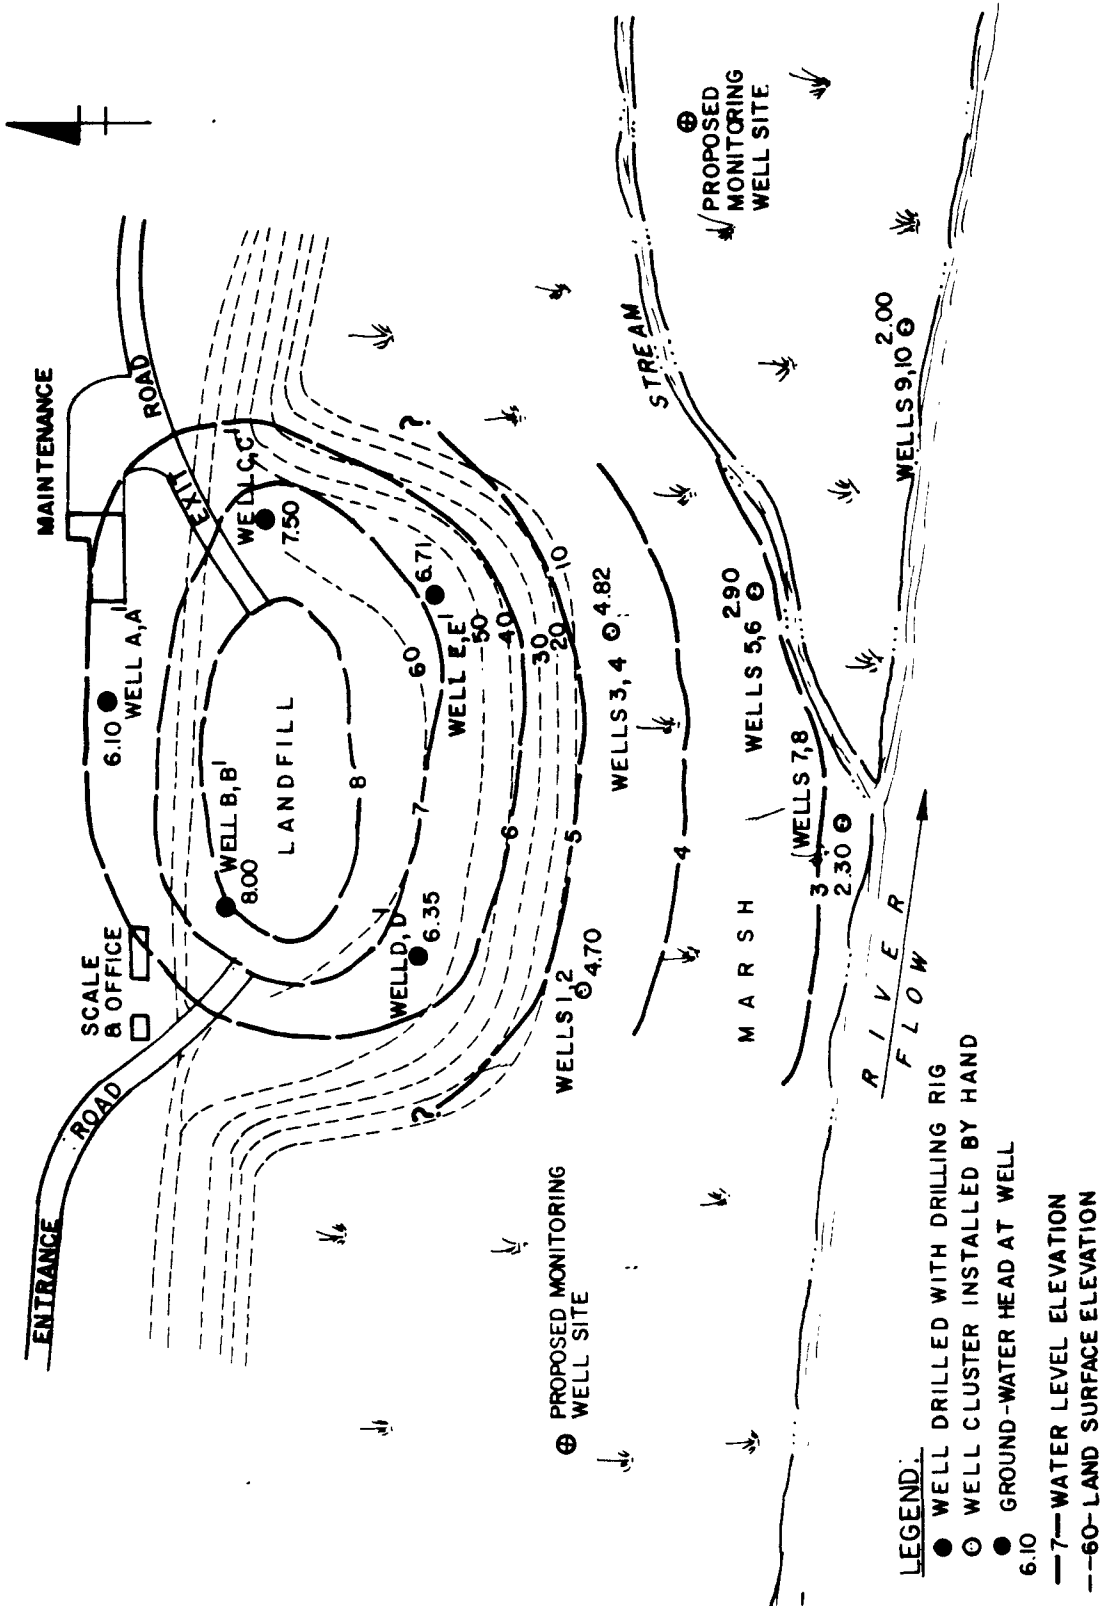 ENTRANCE
ROAD
SCALE
& OFFICE
MAINTENANCE
EXIT
ROAD
6.10
WELL A, A'
WELL B, B'
8.00
WELL C, C'
7.50
LANDFILL
WELL D, D'
6.35
WELL E, E'
6.71
8
7
6
5
4
3
60
50
40
30
20
10
?
?
WELLS 1, 2
4.70
WELLS 3, 4
4.82
WELLS 5,6
2.90
WELLS 7,8
2.30
WELLS 9,10
2.00
MARSH
STREAM
RIVER
FLOW
PROPOSED MONITORING
WELL SITE
PROPOSED
MONITORING
WELL SITE
LEGEND:
WELL DRILLED WITH DRILLING RIG
WELL CLUSTER INSTALLED BY HAND
6.10 GROUND-WATER HEAD AT WELL
—7— WATER LEVEL ELEVATION
--60- LAND SURFACE ELEVATION